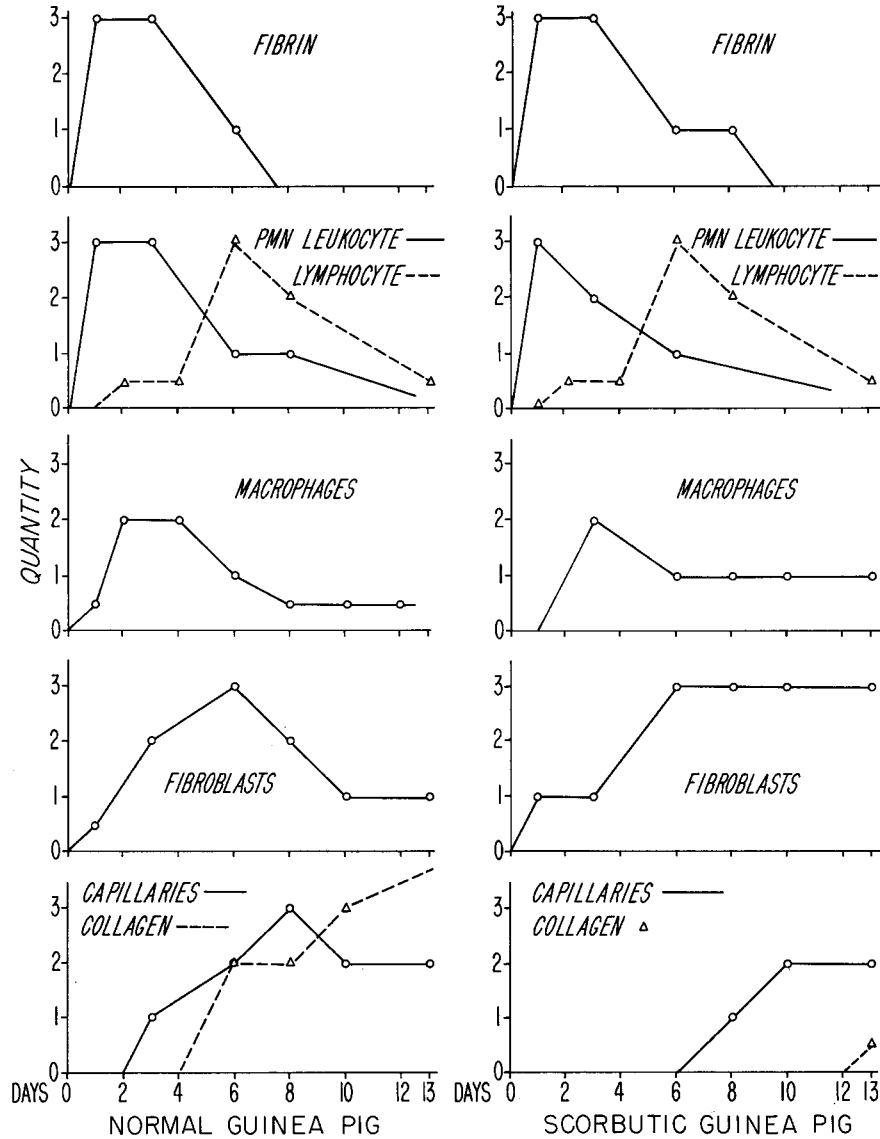 3
FIBRIN
2
1
0
3
FIBRIN
2
1
0
3
PMN LEUKOCYTE
LYMPHOCYTE
2
1
0
3
PMN LEUKOCYTE
LYMPHOCYTE
2
1
0
QUANTITY
3
MACROPHAGES
2
1
0
3
MACROPHAGES
2
1
0
3
2
FIBROBLASTS
1
0
3
2
FIBROBLASTS
1
0
CAPILLARIES
3
COLLAGEN
2
1
0
DAYS 0 2 4 6 8 10 12 13
NORMAL GUINEA PIG
CAPILLARIES
3
COLLAGEN
2
1
0
DAYS 0 2 4 6 8 10 12 13
SCORBUTIC GUINEA PIG